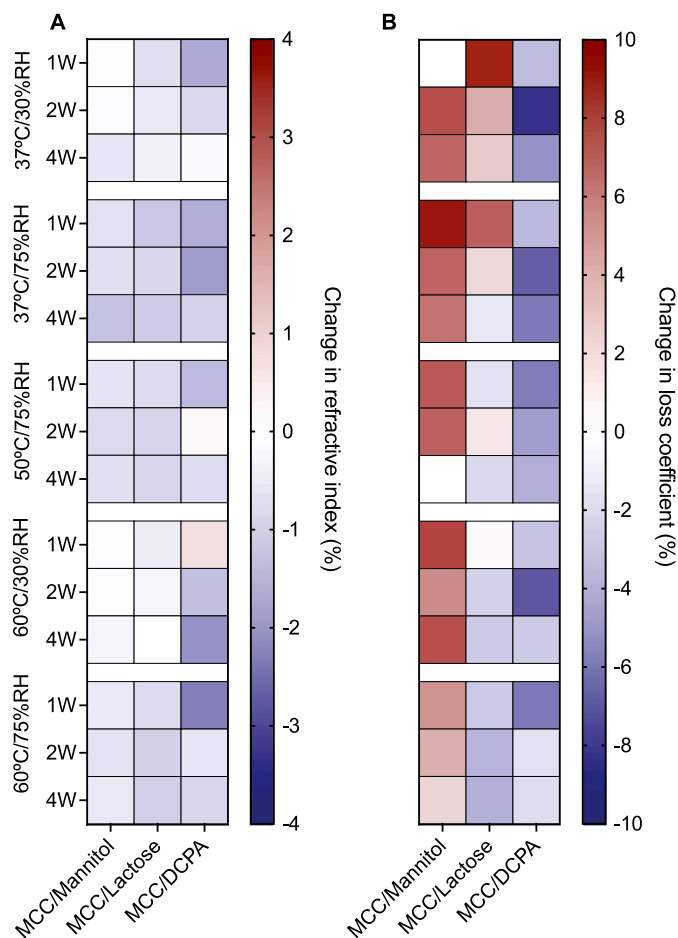 A
B
37ºC/30%RH
1W
2W
4W
37ºC/75%RH
1W
2W
4W
50ºC/75%RH
1W
2W
4W
60ºC/30%RH
1W
2W
4W
60ºC/75%RH
1W
2W
4W
MCC/Mannitol
MCC/Lactose
MCC/DCPA
4
3
2
1
0
-1
-2
-3
-4
Change in refractive index (%)
MCC/Mannitol
MCC/Lactose
MCC/DCPA
10
8
6
4
2
0
-2
-4
-6
-8
-10
Change in loss coefficient (%)